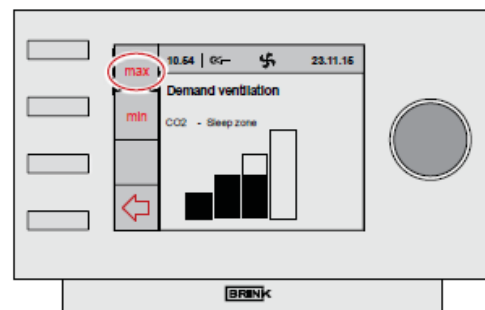 10.54 23.11.15
max
Demand ventilation
min
CO2 - Sleep zone
BRINK